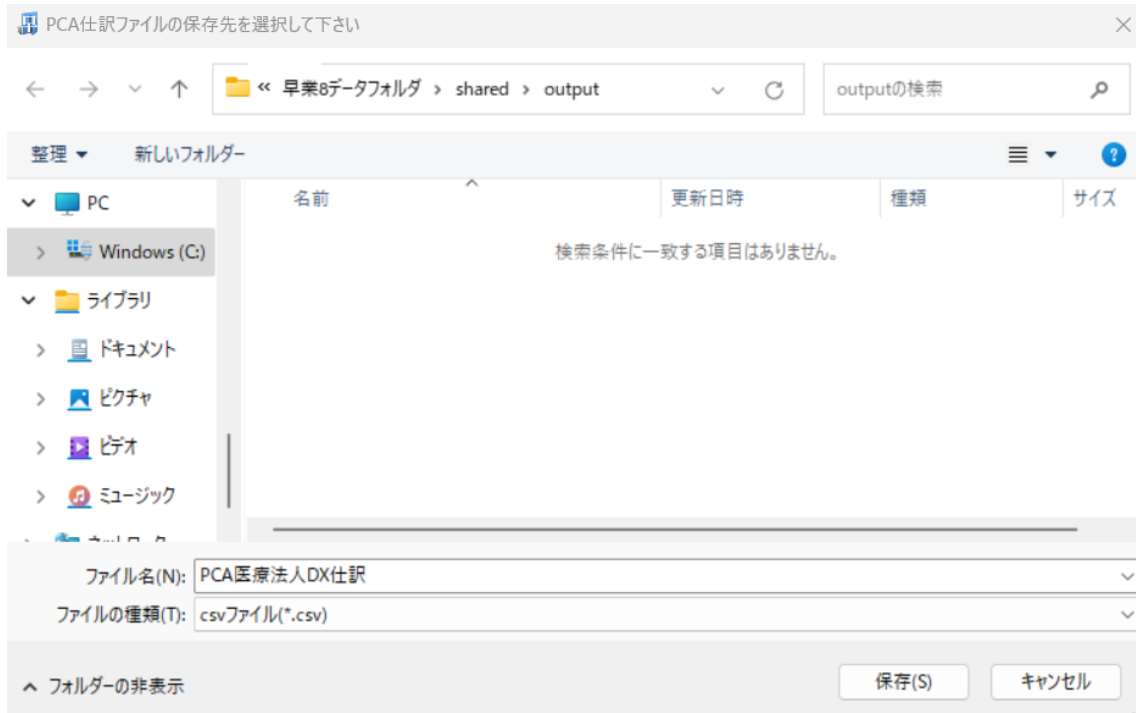 PCA仕訳ファイルの保存先を選択して下さい
« 早業8データフォルダ › shared › output
outputの検索
整理
新しいフォルダー
名前
更新日時
種類
サイズ
検索条件に一致する項目はありません。
PC
Windows (C:)
ライブラリ
ドキュメント
ピクチャ
ビデオ
ミュージック
ファイル名(N): PCA医療法人DX仕訳
ファイルの種類(T): csvファイル(*.csv)
フォルダーの非表示
保存(S)
キャンセル